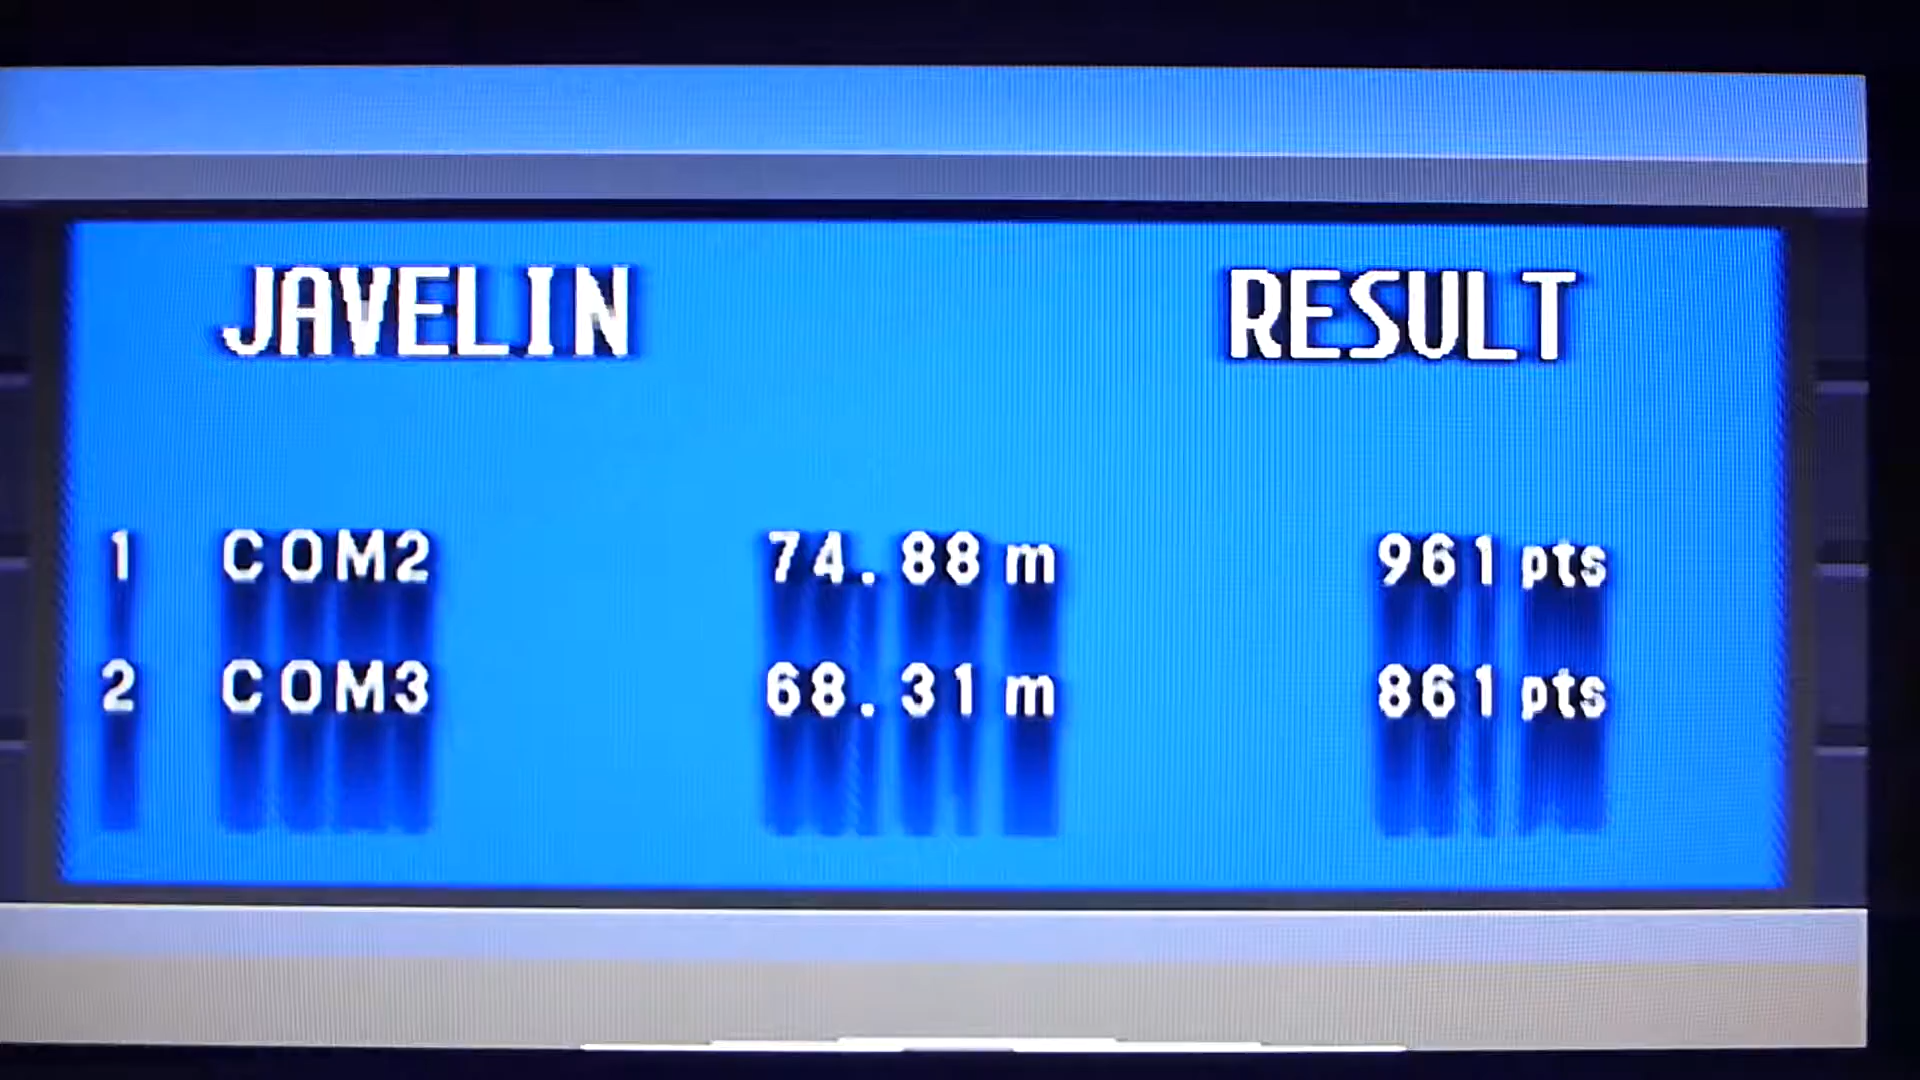 JAVELIN RESULT
1 COM2 74.88 m 961 pts
2 COM3 68.31 m 861 pts